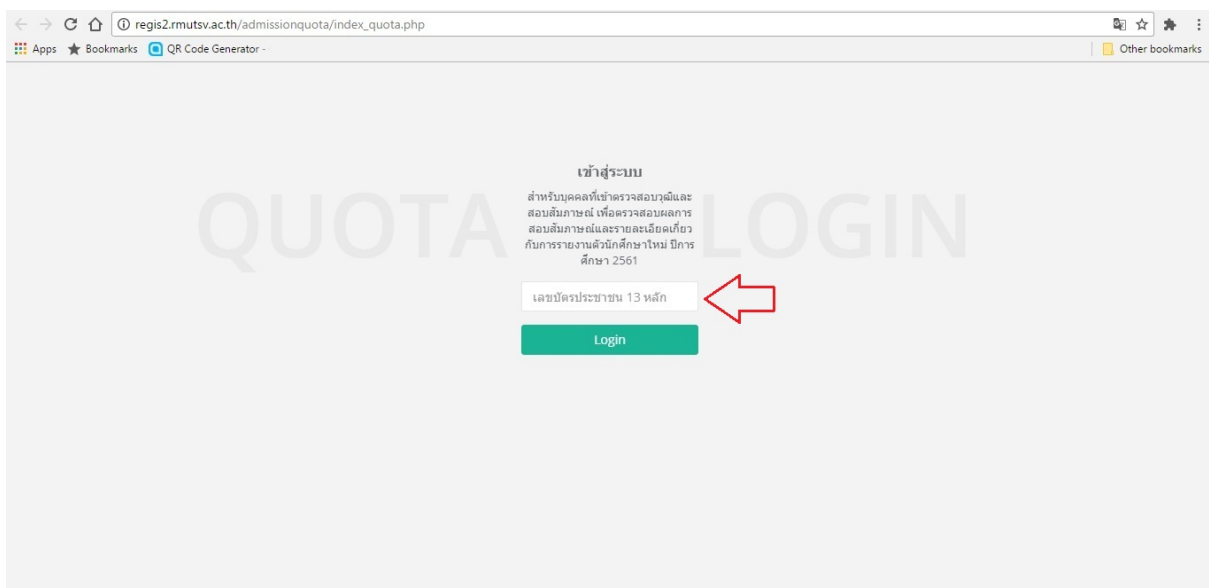 regis2.rmutsv.ac.th/admissionquota/index_quota.php
Apps Bookmarks QR Code Generator - Other bookmarks
QUOTA LOGIN
เข้าสู่ระบบ
สำหรับบุคคลที่เข้าตรวจสอบวุฒิและ
สอบสัมภาษณ์ เพื่อตรวจสอบผลการ
สอบสัมภาษณ์และรายละเอียดเกี่ยว
กับการรายงานตัวนักศึกษาใหม่ ปีการ
ศึกษา 2561
เลขบัตรประชาชน 13 หลัก
Login